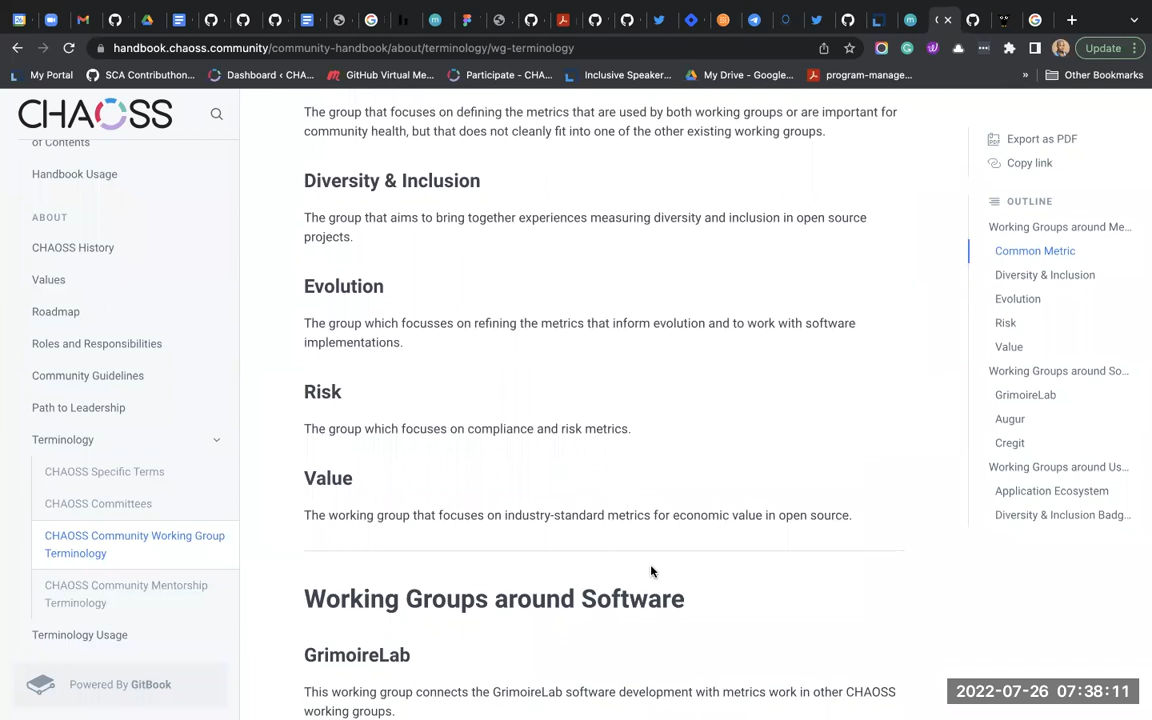 handbook.chaoss.community/community-handbook/about/terminology/wg-terminology
Update
My Portal
SCA Contributhon...
Dashboard ‹ CHA...
GitHub Virtual Me...
Participate - CHA...
Inclusive Speaker...
My Drive - Google...
program-manage...
»
Other Bookmarks
CHAOSS
of Contents
Handbook Usage
ABOUT
CHAOSS History
Values
Roadmap
Roles and Responsibilities
Community Guidelines
Path to Leadership
Terminology
CHAOSS Specific Terms
CHAOSS Committees
CHAOSS Community Working Group
Terminology
CHAOSS Community Mentorship
Terminology
Terminology Usage
Powered By GitBook
The group that focuses on defining the metrics that are used by both working groups or are important for
community health, but that does not cleanly fit into one of the other existing working groups.
Diversity & Inclusion
The group that aims to bring together experiences measuring diversity and inclusion in open source
projects.
Evolution
The group which focusses on refining the metrics that inform evolution and to work with software
implementations.
Risk
The group which focuses on compliance and risk metrics.
Value
The working group that focuses on industry-standard metrics for economic value in open source.
Working Groups around Software
GrimoireLab
This working group connects the GrimoireLab software development with metrics work in other CHAOSS
working groups.
Export as PDF
Copy link
OUTLINE
Working Groups around Me...
Common Metric
Diversity & Inclusion
Evolution
Risk
Value
Working Groups around So...
GrimoireLab
Augur
Cregit
Working Groups around Us...
Application Ecosystem
Diversity & Inclusion Badg...
2022-07-26 07:38:11